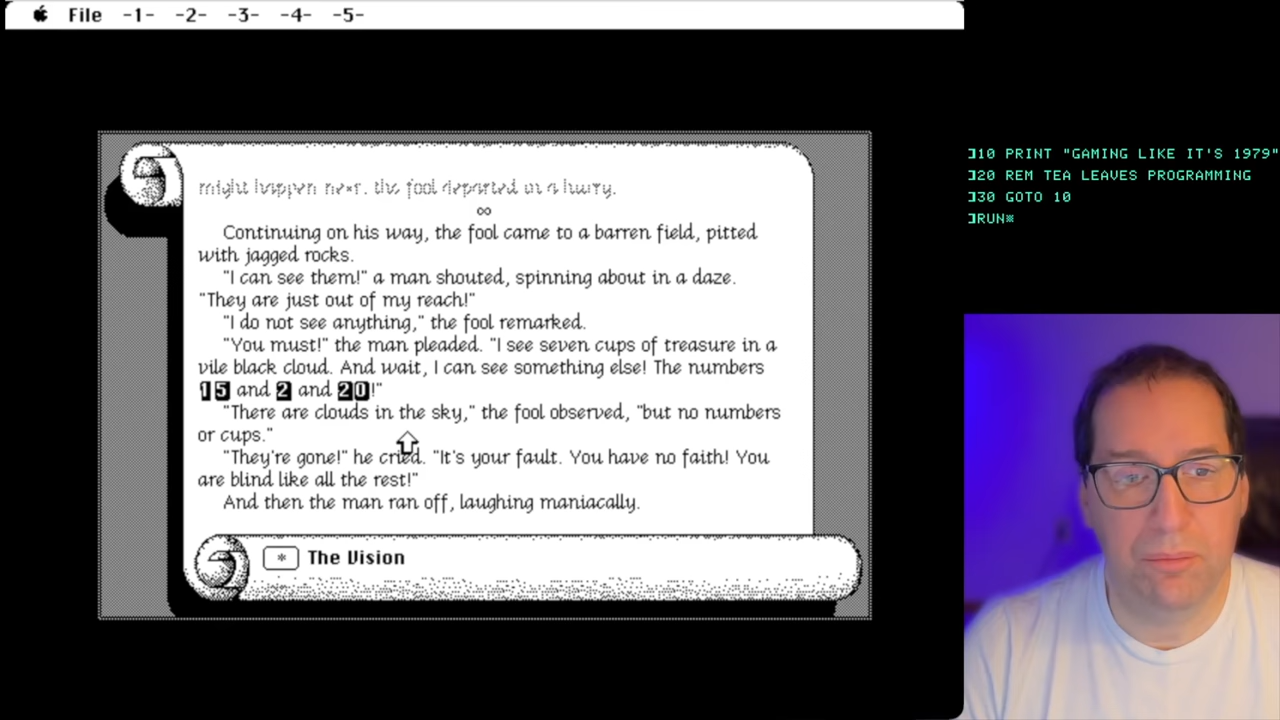 File -1- -2- -3- -4- -5-
might happen next, the fool departed in a hurry.
∞
Continuing on his way, the fool came to a barren field, pitted
with jagged rocks.
"I can see them!" a man shouted, spinning about in a daze.
"They are just out of my reach!"
"I do not see anything," the fool remarked.
"You must!" the man pleaded. "I see seven cups of treasure in a
vile black cloud. And wait, I can see something else! The numbers
15 and 2 and 20!"
"There are clouds in the sky," the fool observed, "but no numbers
or cups."
"They're gone!" he cried. "It's your fault. You have no faith! You
are blind like all the rest!"
And then the man ran off, laughing maniacally.
* The Vision
]10 PRINT "GAMING LIKE IT'S 1979"
]20 REM TEA LEAVES PROGRAMMING
]30 GOTO 10
]RUN